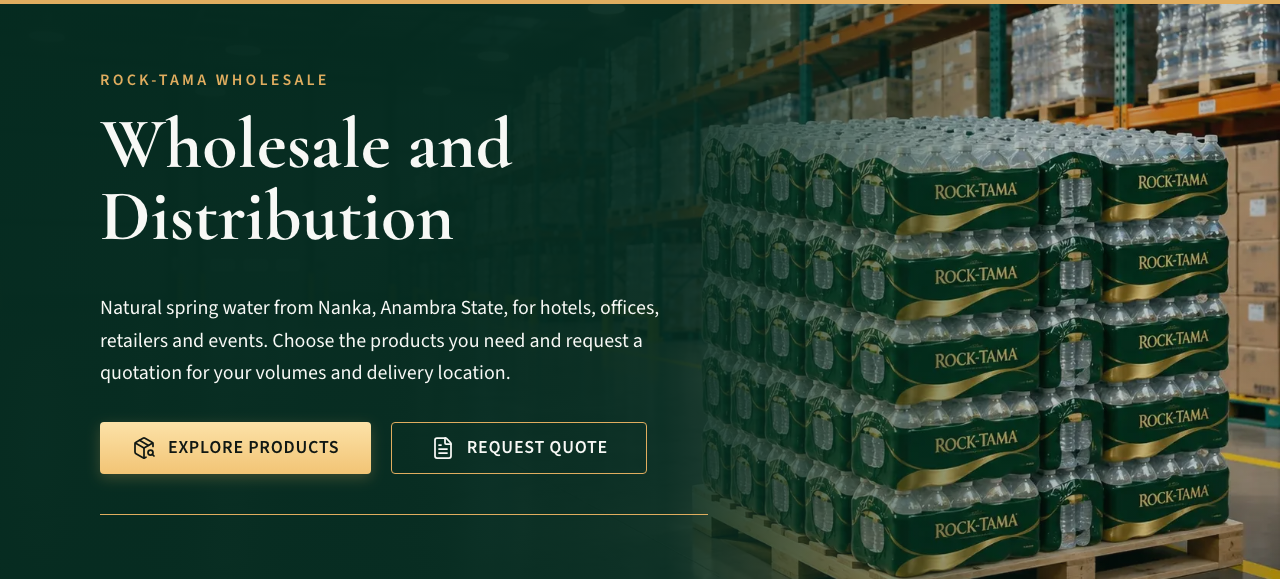 ROCK-TAMA WHOLESALE
Wholesale and
Distribution
Natural spring water from Nanka, Anambra State, for hotels, offices,
retailers and events. Choose the products you need and request a
quotation for your volumes and delivery location.
EXPLORE PRODUCTS
REQUEST QUOTE
ROCK-TAMA
ROCK-TAMA
ROCK-TAMA
ROCK-TAMA
ROCK-TAMA
ROCK-TAMA
ROCK-TAMA
ROCK-TAMA
ROCK-TAMA
ROCK-TAMA